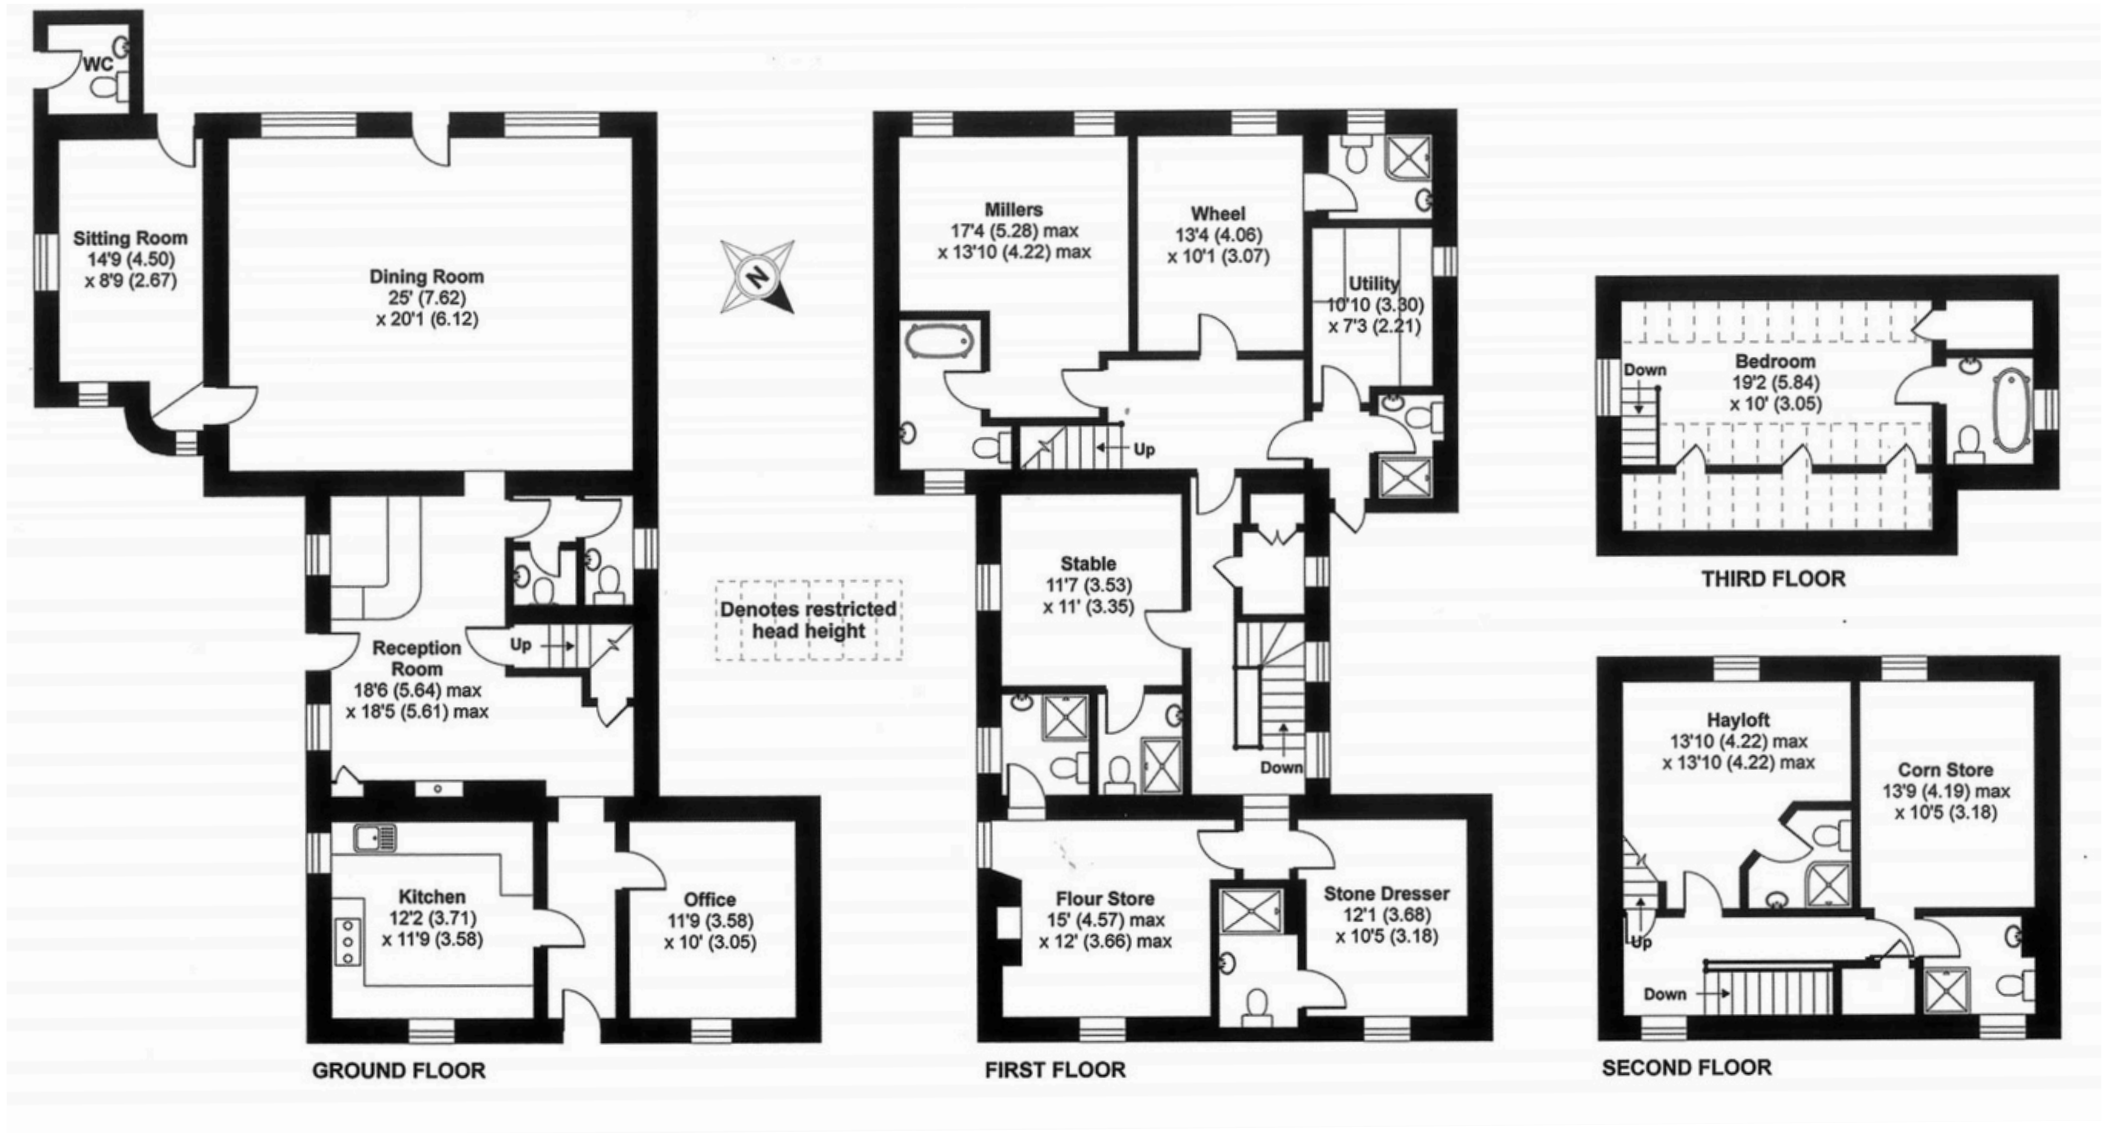 WC
Sitting Room
14'9 (4.50)
x 8'9 (2.67)
Dining Room
25' (7.62)
x 20'1 (6.12)
Up
Reception
Room
18'6 (5.64) max
x 18'5 (5.61) max
Kitchen
12'2 (3.71)
x 11'9 (3.58)
Office
11'9 (3.58)
x 10' (3.05)
GROUND FLOOR
N
Denotes restricted
head height
Millers
17'4 (5.28) max
x 13'10 (4.22) max
Wheel
13'4 (4.06)
x 10'1 (3.07)
Utility
10'10 (3.30)
x 7'3 (2.21)
Up
Stable
11'7 (3.53)
x 11' (3.35)
Down
Flour Store
15' (4.57) max
x 12' (3.66) max
Stone Dresser
12'1 (3.68)
x 10'5 (3.18)
FIRST FLOOR
Down
Bedroom
19'2 (5.84)
x 10' (3.05)
THIRD FLOOR
Hayloft
13'10 (4.22) max
x 13'10 (4.22) max
Corn Store
13'9 (4.19) max
x 10'5 (3.18)
Up
Down
SECOND FLOOR